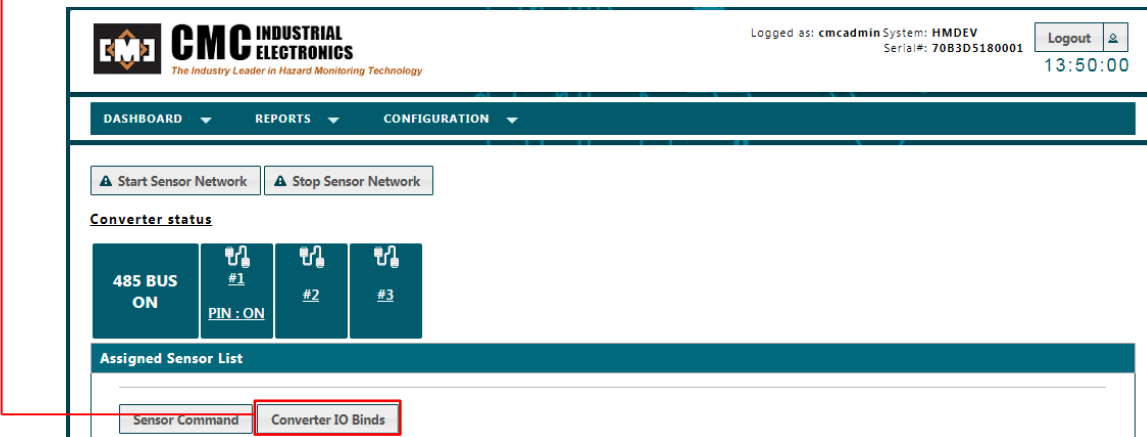 CMC INDUSTRIAL ELECTRONICS
The Industry Leader in Hazard Monitoring Technology
Logged as: cmcadmin System: HMDEV
Serial#: 70B3D5180001
Logout
13:50:00
DASHBOARD REPORTS CONFIGURATION
Start Sensor Network Stop Sensor Network
Converter status
485 BUS ON
#1
PIN : ON
#2
#3
Assigned Sensor List
Sensor Command Converter IO Binds